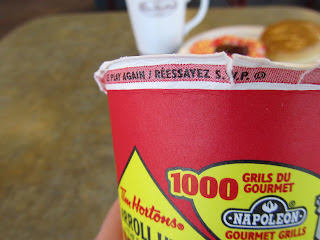 PLAY AGAIN / RÉESSAYEZ S.V.P.
1000 GRILS DU
GOURMET
NAPOLEON
GOURMET GRILLS
Tim Hortons